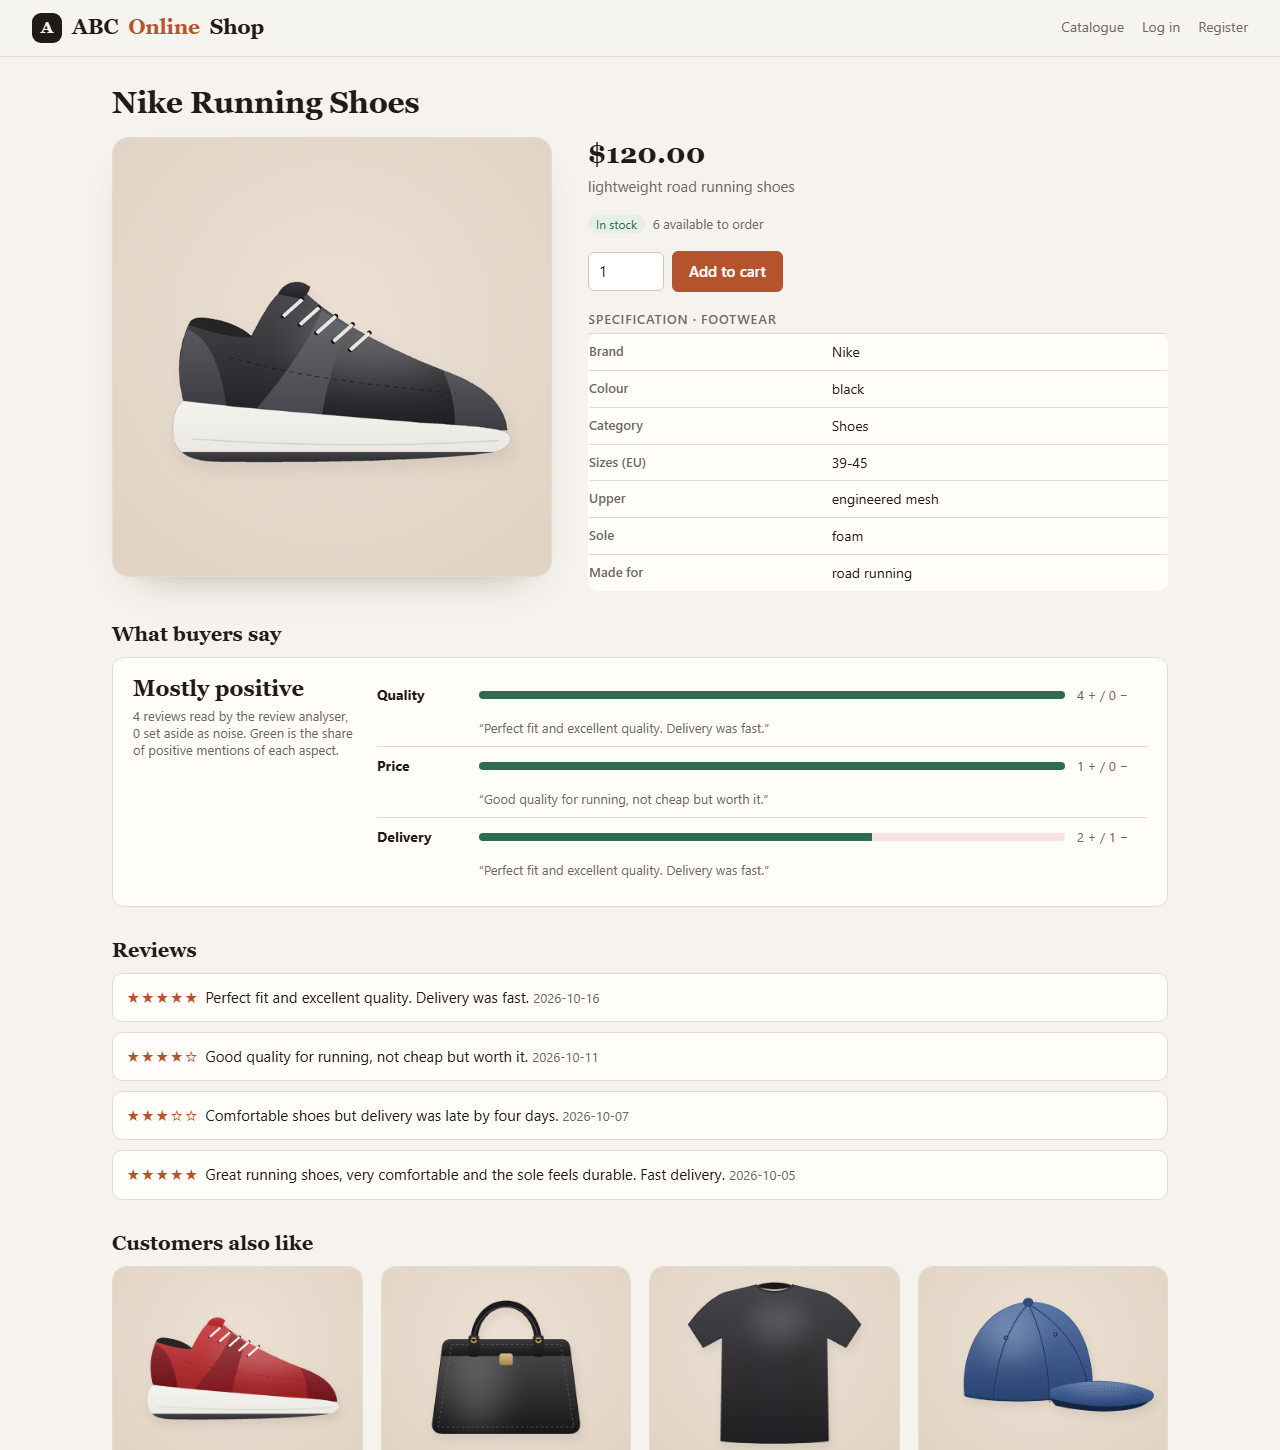 A ABC Online Shop
Catalogue Log in Register
Nike Running Shoes
$120.00
lightweight road running shoes
In stock 6 available to order
1 Add to cart
SPECIFICATION · FOOTWEAR
Brand Nike
Colour black
Category Shoes
Sizes (EU) 39-45
Upper engineered mesh
Sole foam
Made for road running
What buyers say
Mostly positive
4 reviews read by the review analyser,
0 set aside as noise. Green is the share
of positive mentions of each aspect.
Quality 4 + / 0 −
“Perfect fit and excellent quality. Delivery was fast.”
Price 1 + / 0 −
“Good quality for running, not cheap but worth it.”
Delivery 2 + / 1 −
“Perfect fit and excellent quality. Delivery was fast.”
Reviews
★★★★★ Perfect fit and excellent quality. Delivery was fast. 2026-10-16
★★★★☆ Good quality for running, not cheap but worth it. 2026-10-11
★★★☆☆ Comfortable shoes but delivery was late by four days. 2026-10-07
★★★★★ Great running shoes, very comfortable and the sole feels durable. Fast delivery. 2026-10-05
Customers also like